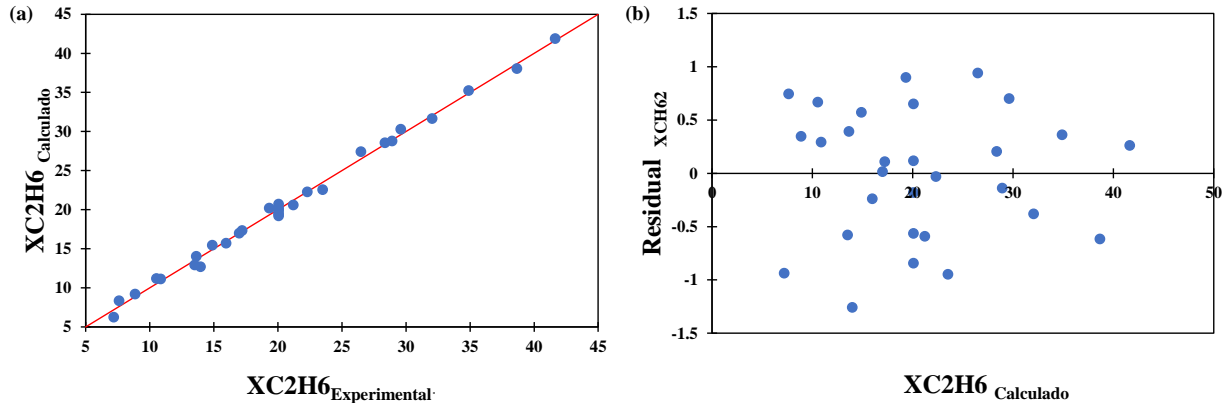 (a)
45
40
35
30
25
20
15
10
5
5 10 15 20 25 30 35 40 45
XC2H6 Calculado
XC2H6Experimental.
(b)
1.5
1
0.5
0
-0.5
-1
-1.5
0 10 20 30 40 50
Residual XCH62
XC2H6 Calculado